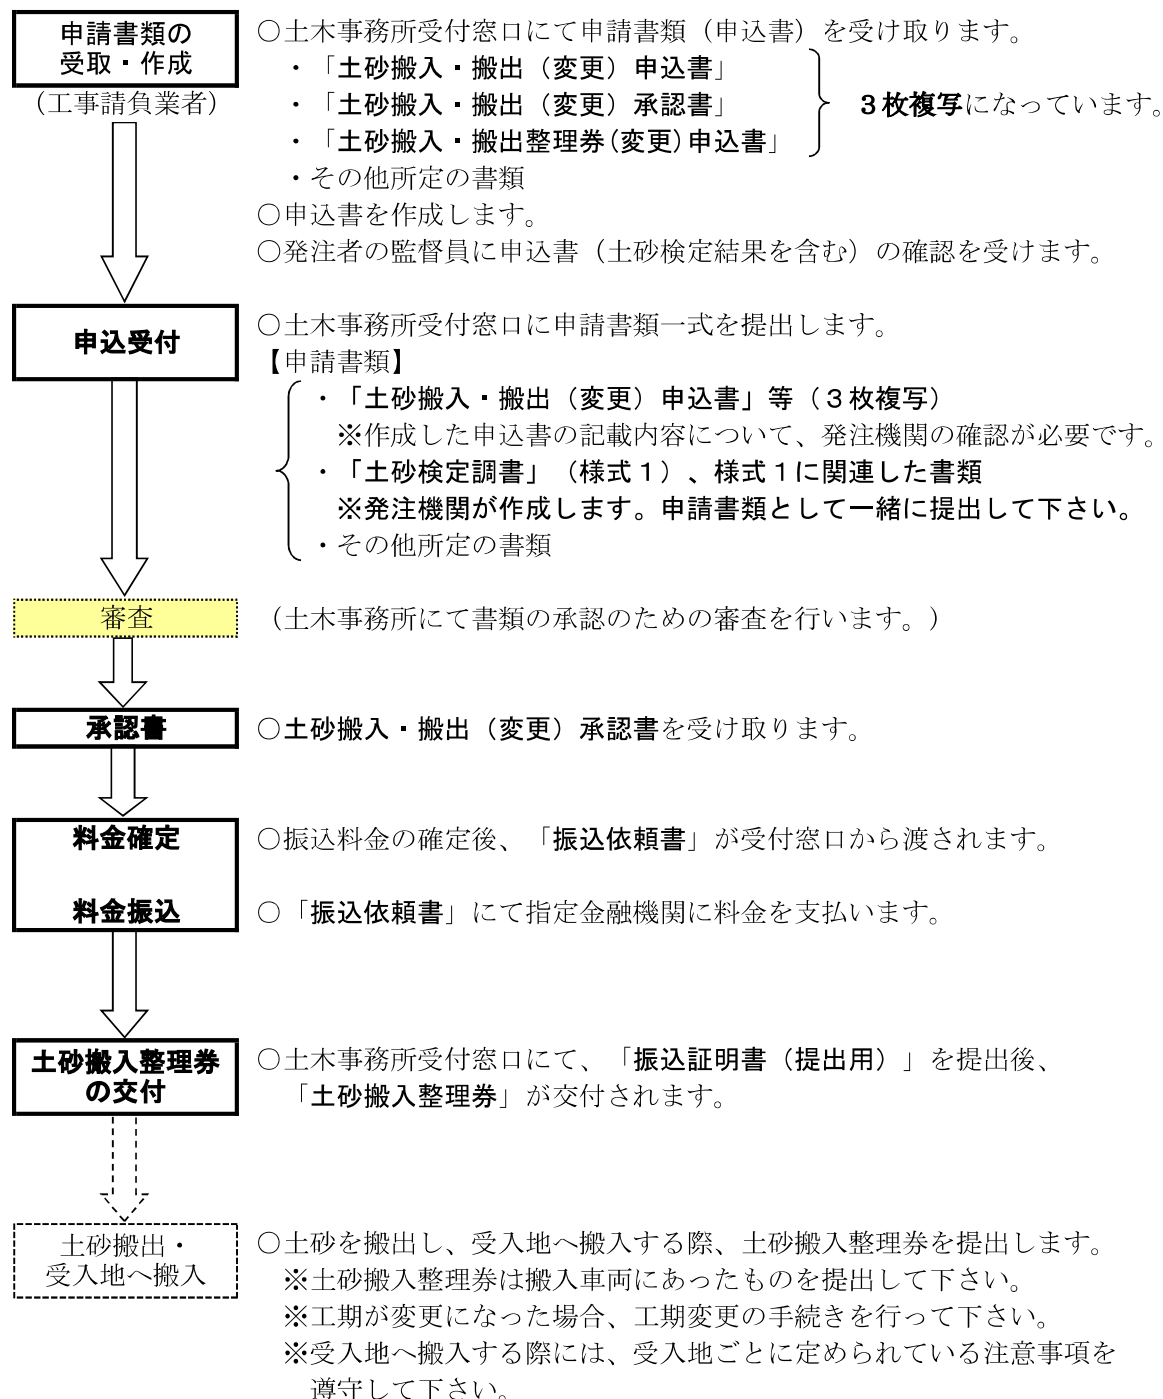 申請書類の
受取・作成
（工事請負業者）
○土木事務所受付窓口にて申請書類（申込書）を受け取ります。
・「土砂搬入・搬出（変更）申込書」
・「土砂搬入・搬出（変更）承認書」
・「土砂搬入・搬出整理券(変更)申込書」
３枚複写になっています。
・その他所定の書類
○申込書を作成します。
○発注者の監督員に申込書（土砂検定結果を含む）の確認を受けます。
申込受付
○土木事務所受付窓口に申請書類一式を提出します。
【申請書類】
・「土砂搬入・搬出（変更）申込書」等（３枚複写）
※作成した申込書の記載内容について、発注機関の確認が必要です。
・「土砂検定調書」（様式１）、様式１に関連した書類
※発注機関が作成します。申請書類として一緒に提出して下さい。
・その他所定の書類
審査
（土木事務所にて書類の承認のための審査を行います。）
承認書
○土砂搬入・搬出（変更）承認書を受け取ります。
料金確定
○振込料金の確定後、「振込依頼書」が受付窓口から渡されます。
料金振込
○「振込依頼書」にて指定金融機関に料金を支払います。
土砂搬入整理券
の交付
○土木事務所受付窓口にて、「振込証明書（提出用）」を提出後、
「土砂搬入整理券」が交付されます。
土砂搬出・
受入地へ搬入
○土砂を搬出し、受入地へ搬入する際、土砂搬入整理券を提出します。
※土砂搬入整理券は搬入車両にあったものを提出して下さい。
※工期が変更になった場合、工期変更の手続きを行って下さい。
※受入地へ搬入する際には、受入地ごとに定められている注意事項を
遵守して下さい。